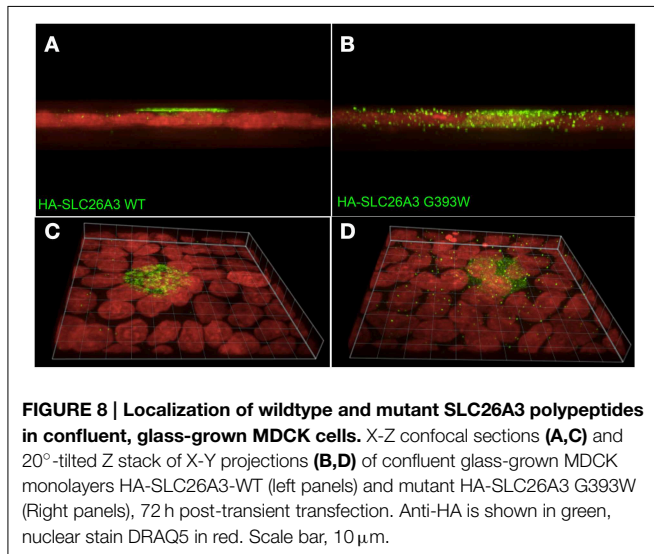 A
B
HA-SLC26A3 WT
HA-SLC26A3 G393W
C
D
FIGURE 8 | Localization of wildtype and mutant SLC26A3 polypeptides
in confluent, glass-grown MDCK cells. X-Z confocal sections (A,C) and
20°-tilted Z stack of X-Y projections (B,D) of confluent glass-grown MDCK
monolayers HA-SLC26A3-WT (left panels) and mutant HA-SLC26A3 G393W
(Right panels), 72 h post-transient transfection. Anti-HA is shown in green,
nuclear stain DRAQ5 in red. Scale bar, 10 μm.